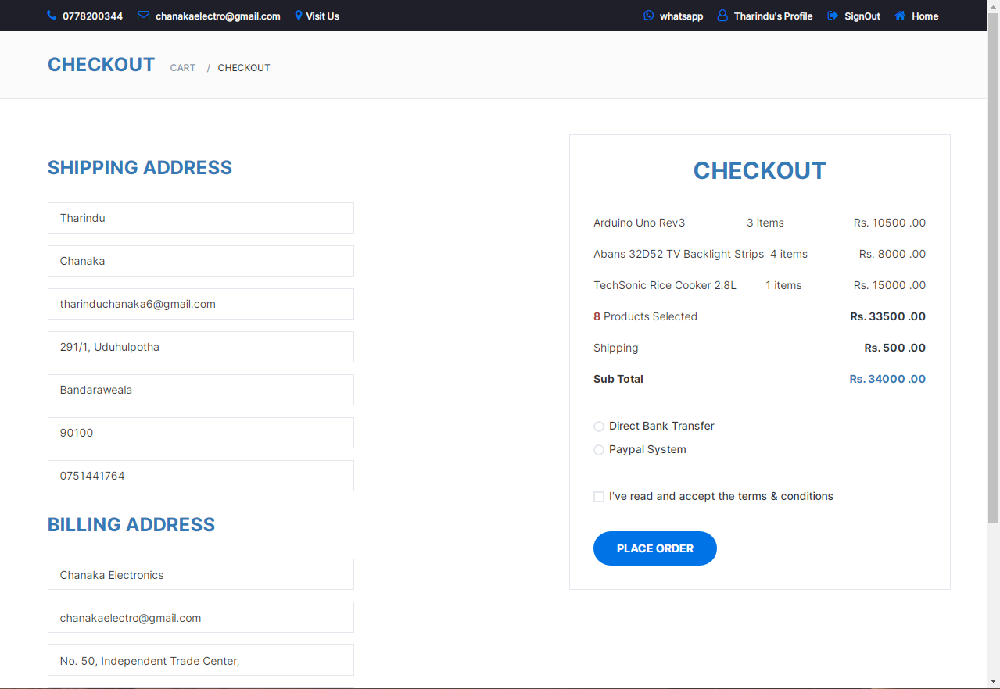 0778200344 chanakaelectro@gmail.com Visit Us whatsapp Tharindu's Profile SignOut Home
CHECKOUT CART / CHECKOUT
SHIPPING ADDRESS
Tharindu
Chanaka
tharinduchanaka6@gmail.com
291/1, Uduhulpotha
Bandaraweala
90100
0751441764
BILLING ADDRESS
Chanaka Electronics
chanakaelectro@gmail.com
No. 50, Independent Trade Center,
CHECKOUT
Arduino Uno Rev3 3 items Rs. 10500 .00
Abans 32D52 TV Backlight Strips 4 items Rs. 8000 .00
TechSonic Rice Cooker 2.8L 1 items Rs. 15000 .00
8 Products Selected Rs. 33500 .00
Shipping Rs. 500 .00
Sub Total Rs. 34000 .00
Direct Bank Transfer
Paypal System
I've read and accept the terms & conditions
PLACE ORDER